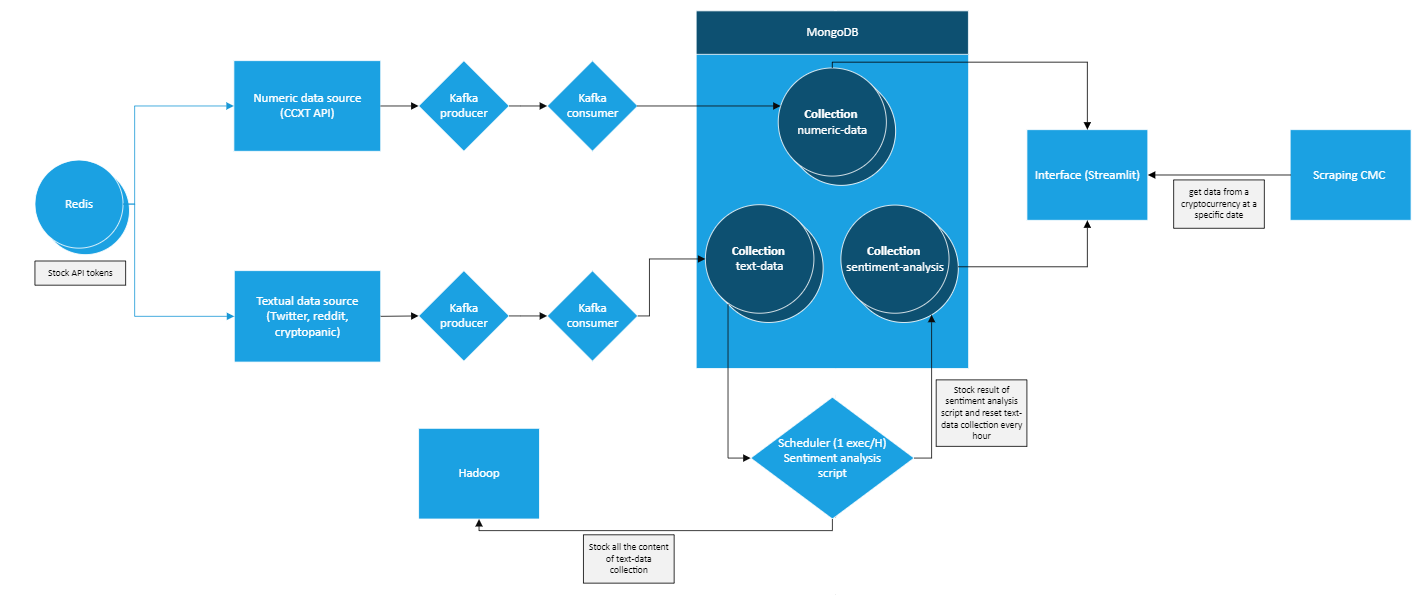 MongoDB
Numeric data source
(CCXT API)
Kafka
producer
Kafka
consumer
Collection
numeric-data
Redis
Stock API tokens
Interface (Streamlit)
get data from a
cryptocurrency at a
specific date
Scraping CMC
Collection
text-data
Collection
sentiment-analysis
Textual data source
(Twitter, reddit,
cryptopanic)
Kafka
producer
Kafka
consumer
Stock result of
sentiment analysis
script and reset text-
data collection every
hour
Scheduler (1 exec/H)
Sentiment analysis
script
Hadoop
Stock all the content
of text-data
collection